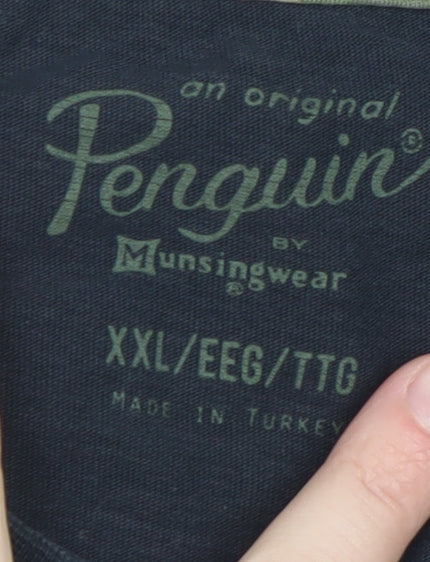 an original
Penguin®
BY
Munsingwear
®
XXL/EEG/TTG
MADE IN TURKEY